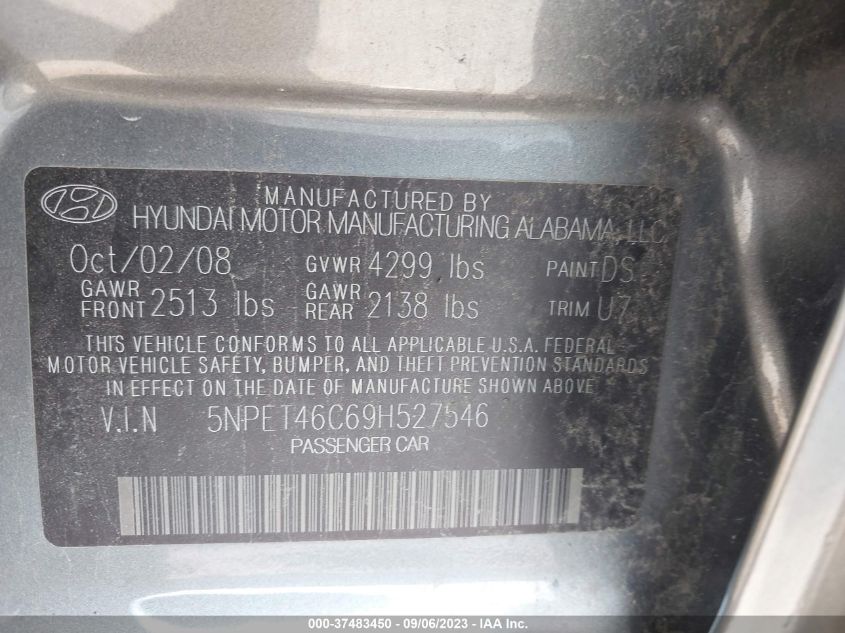 MANUFACTURED BY
HYUNDAI MOTOR MANUFACTURING ALABAMA, LLC
Oct/02/08 GVWR 4299 lbs PAINT DS
GAWR FRONT 2513 lbs GAWR REAR 2138 lbs TRIM U7
THIS VEHICLE CONFORMS TO ALL APPLICABLE U.S.A. FEDERAL
MOTOR VEHICLE SAFETY, BUMPER, AND THEFT PREVENTION STANDARDS
IN EFFECT ON THE DATE OF MANUFACTURE SHOWN ABOVE.
V.I.N 5NPET46C69H527546
PASSENGER CAR
000-37483450 - 09/06/2023 - IAA Inc.